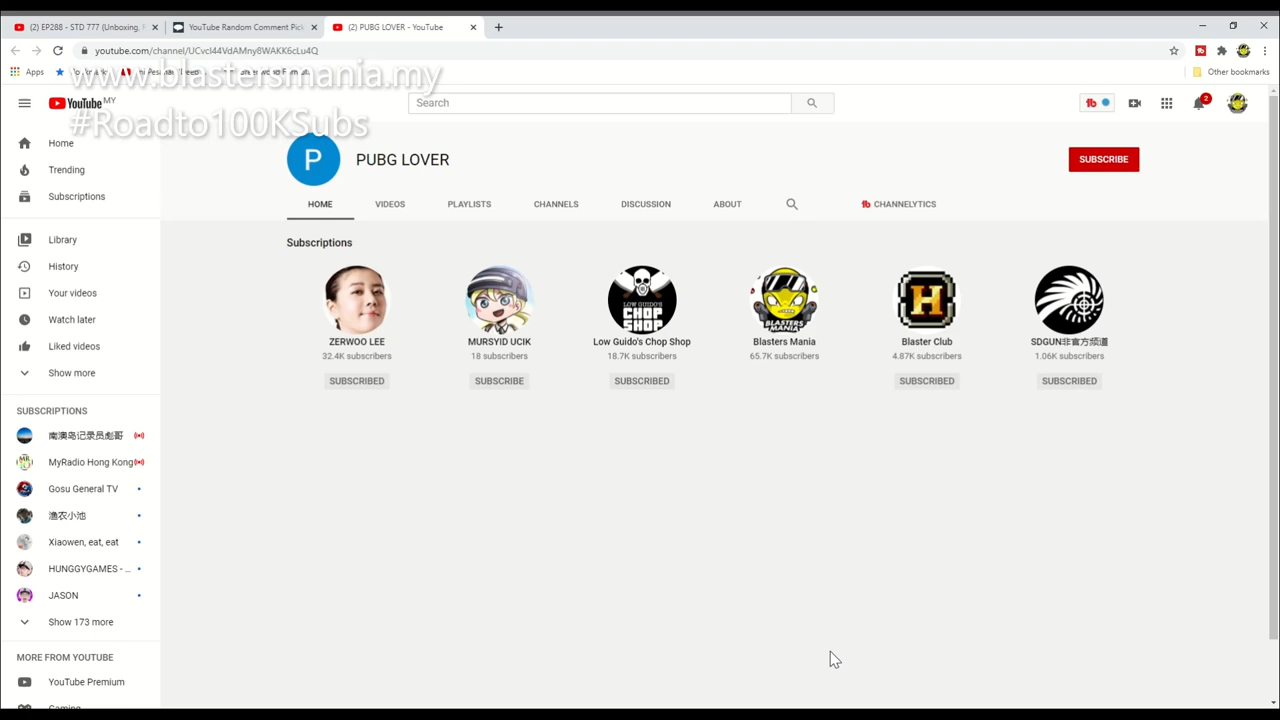 (2) EP288 - STD 777 (Unboxing,
YouTube Random Comment Pick
(2) PUBG LOVER - YouTube
youtube.com/channel/UCvcI44VdAMny8WAKK6cLu4Q
Apps
Other bookmarks
www.blastersmania.my
#Roadto100KSubs
YouTube MY
Search
2
Home
Trending
Subscriptions
Library
History
Your videos
Watch later
Liked videos
Show more
SUBSCRIPTIONS
南澳岛记录员彪哥
MyRadio Hong Kong
Gosu General TV
渔农小池
Xiaowen, eat, eat
HUNGGYGAMES - ...
JASON
Show 173 more
MORE FROM YOUTUBE
YouTube Premium
Gaming
P
PUBG LOVER
SUBSCRIBE
HOME VIDEOS PLAYLISTS CHANNELS DISCUSSION ABOUT CHANNELYTICS
Subscriptions
LOW GUIDO'S
CHOP
SHOP
BLASTERS
MANIA
H
ZERWOO LEE MURSYID UCIK Low Guido's Chop Shop Blasters Mania Blaster Club SDGUN非官方频道
32.4K subscribers 18 subscribers 18.7K subscribers 65.7K subscribers 4.87K subscribers 1.06K subscribers
SUBSCRIBED SUBSCRIBE SUBSCRIBED SUBSCRIBED SUBSCRIBED